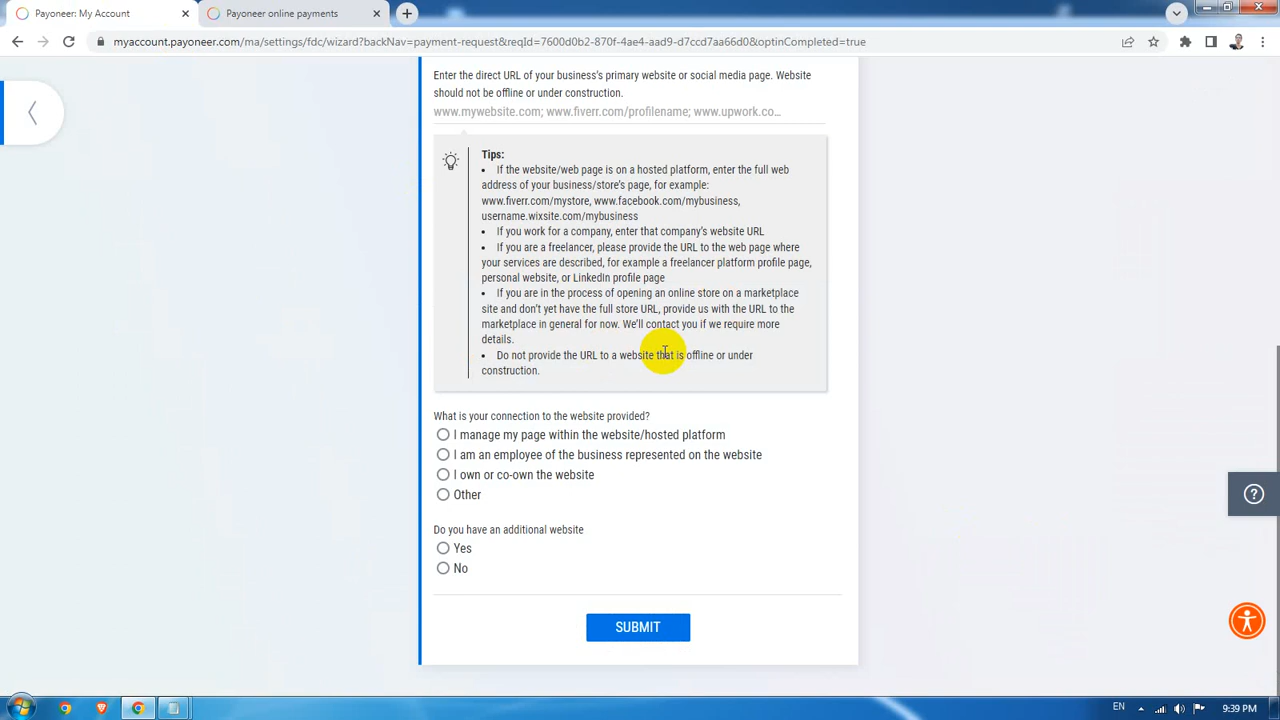 Payoneer: My Account
Payoneer online payments
myaccount.payoneer.com/ma/settings/fdc/wizard?backNav=payment-request&reqId=7600d0b2-870f-4ae4-aad9-d7ccd7aa66d0&optinCompleted=true
Enter the direct URL of your business's primary website or social media page. Website
should not be offline or under construction.
www.mywebsite.com; www.fiverr.com/profilename; www.upwork.co...
Tips:
• If the website/web page is on a hosted platform, enter the full web
address of your business/store's page, for example:
www.fiverr.com/mystore, www.facebook.com/mybusiness,
username.wixsite.com/mybusiness
• If you work for a company, enter that company's website URL
• If you are a freelancer, please provide the URL to the web page where
your services are described, for example a freelancer platform profile page,
personal website, or LinkedIn profile page
• If you are in the process of opening an online store on a marketplace
site and don't yet have the full store URL, provide us with the URL to the
marketplace in general for now. We'll contact you if we require more
details.
• Do not provide the URL to a website that is offline or under
construction.
What is your connection to the website provided?
I manage my page within the website/hosted platform
I am an employee of the business represented on the website
I own or co-own the website
Other
Do you have an additional website
Yes
No
SUBMIT
EN
9:39 PM